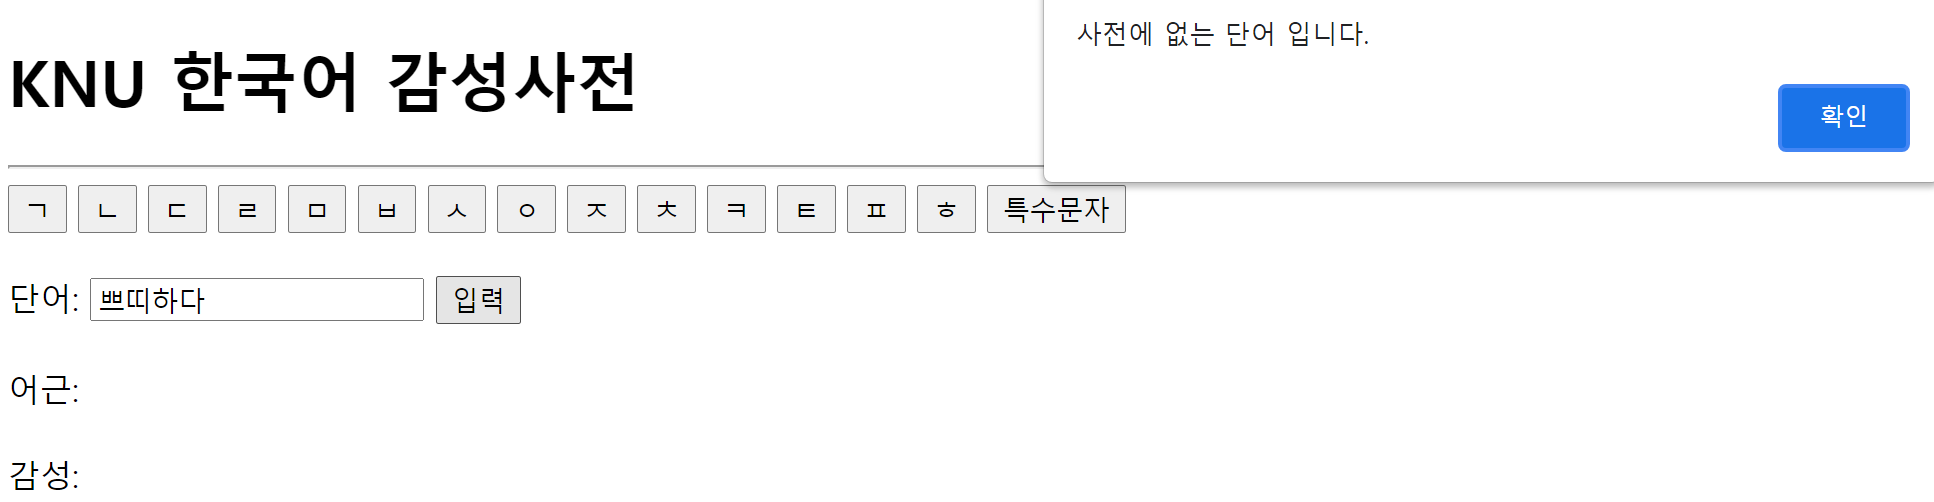 사전에 없는 단어 입니다.
확인
KNU 한국어 감성사전
ㄱ ㄴ ㄷ ㄹ ㅁ ㅂ ㅅ ㅇ ㅈ ㅊ ㅋ ㅌ ㅍ ㅎ 특수문자
단어: 쁘띠하다 입력
어근:
감성: